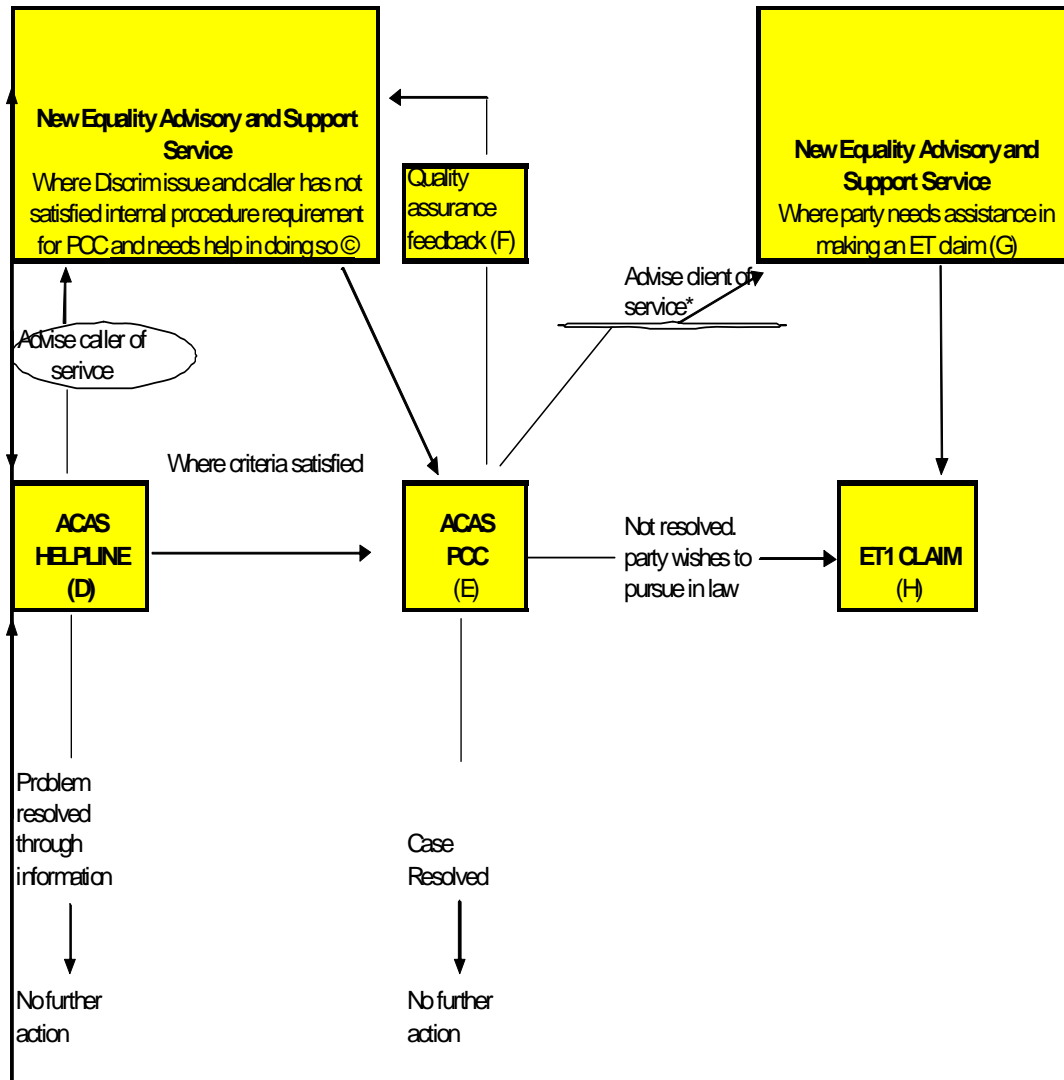 New Equality Advisory and Support
Service
Where Discrim issue and caller has not
satisfied internal procedure requirement
for PCC and needs help in doing so ©
Quality
assurance
feedback (F)
New Equality Advisory and
Support Service
Where party needs assistance in
making an ET claim (G)
Advise client of
service*
Advise caller of
serivce
Where criteria satisfied
ACAS
HELPLINE
(D)
ACAS
PCC
(E)
Not resolved.
party wishes to
pursue in law
ET1 CLAIM
(H)
Problem
resolved
through
information
Case
Resolved
No further
action
No further
action